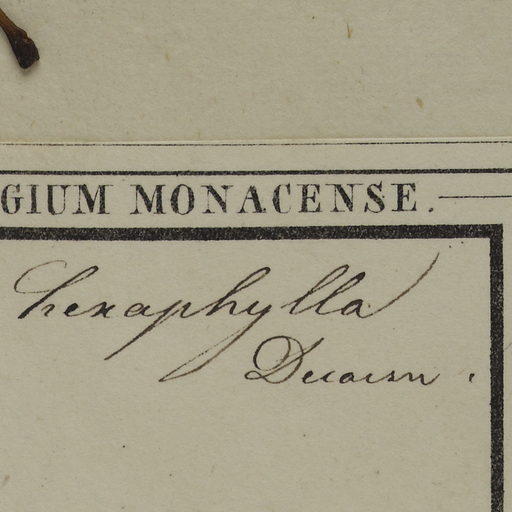 GIUM MONACENSE.
hexaphylla
Decaisn.